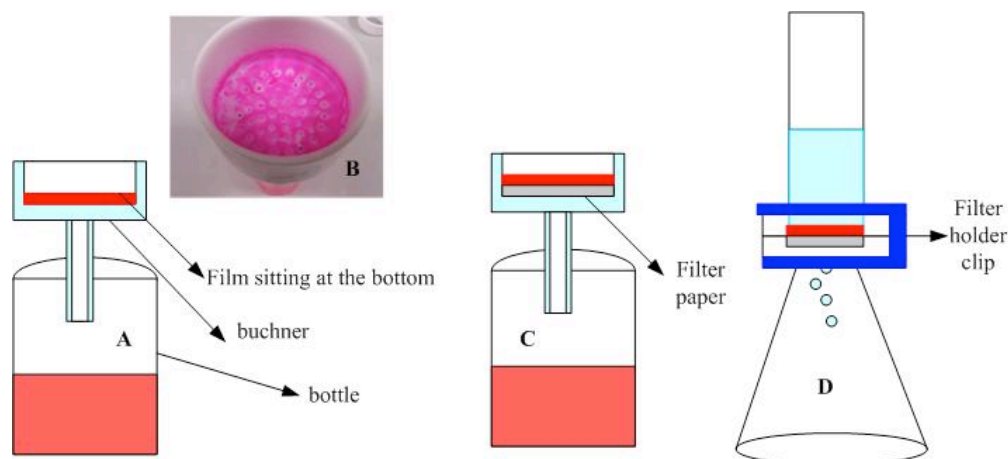 B
Film sitting at the bottom
buchner
A
bottle
Filter
paper
C
Filter
holder
clip
D